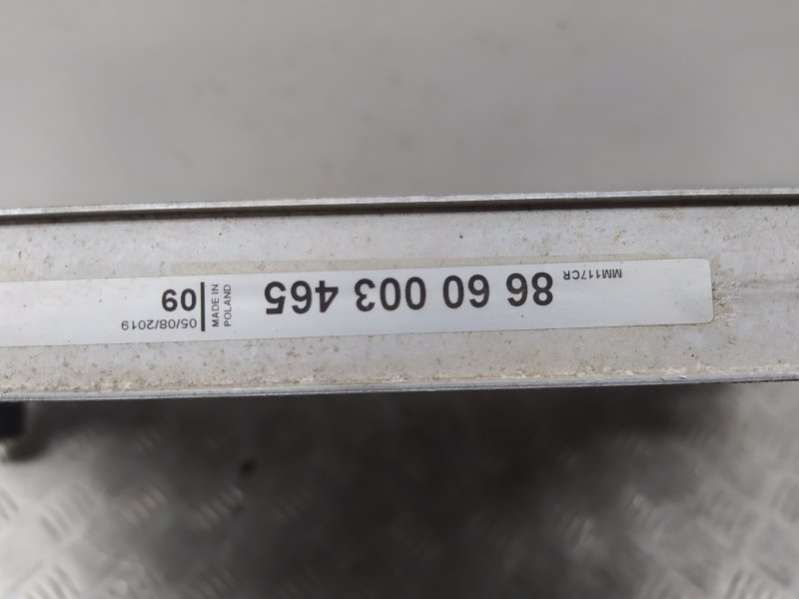 MM117CR
86 60 003 465
MADE IN
POLAND
09
05/08/2019